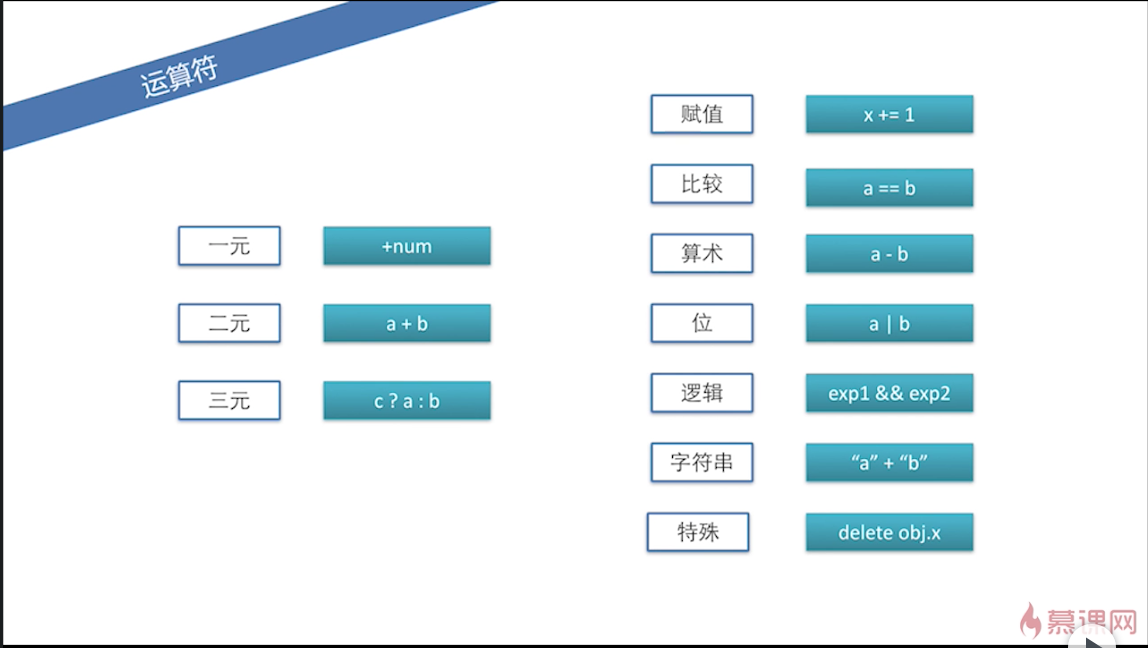 运算符
一元 +num
二元 a + b
三元 c ? a : b
赋值 x += 1
比较 a == b
算术 a - b
位 a | b
逻辑 exp1 && exp2
字符串 “a” + “b”
特殊 delete obj.x
慕课网